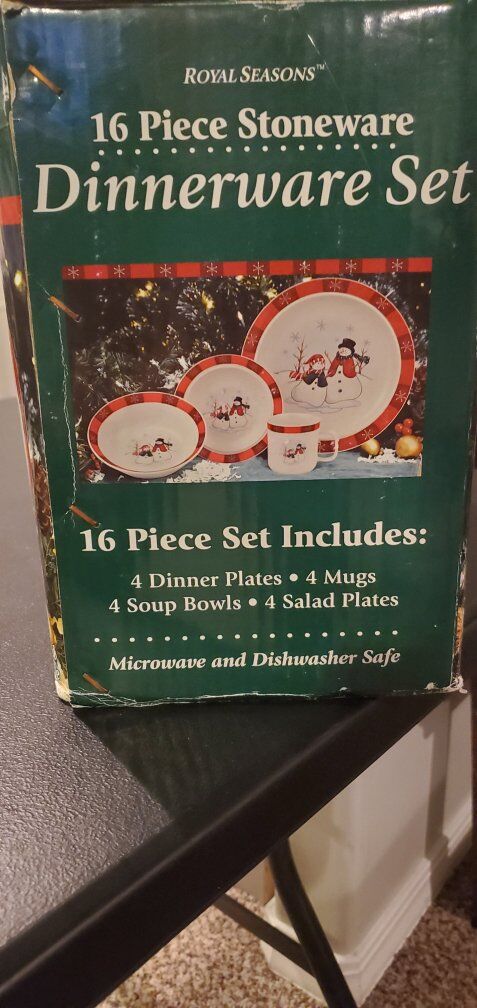 ROYAL SEASONS™
16 Piece Stoneware
Dinnerware Set
16 Piece Set Includes:
4 Dinner Plates • 4 Mugs
4 Soup Bowls • 4 Salad Plates
Microwave and Dishwasher Safe